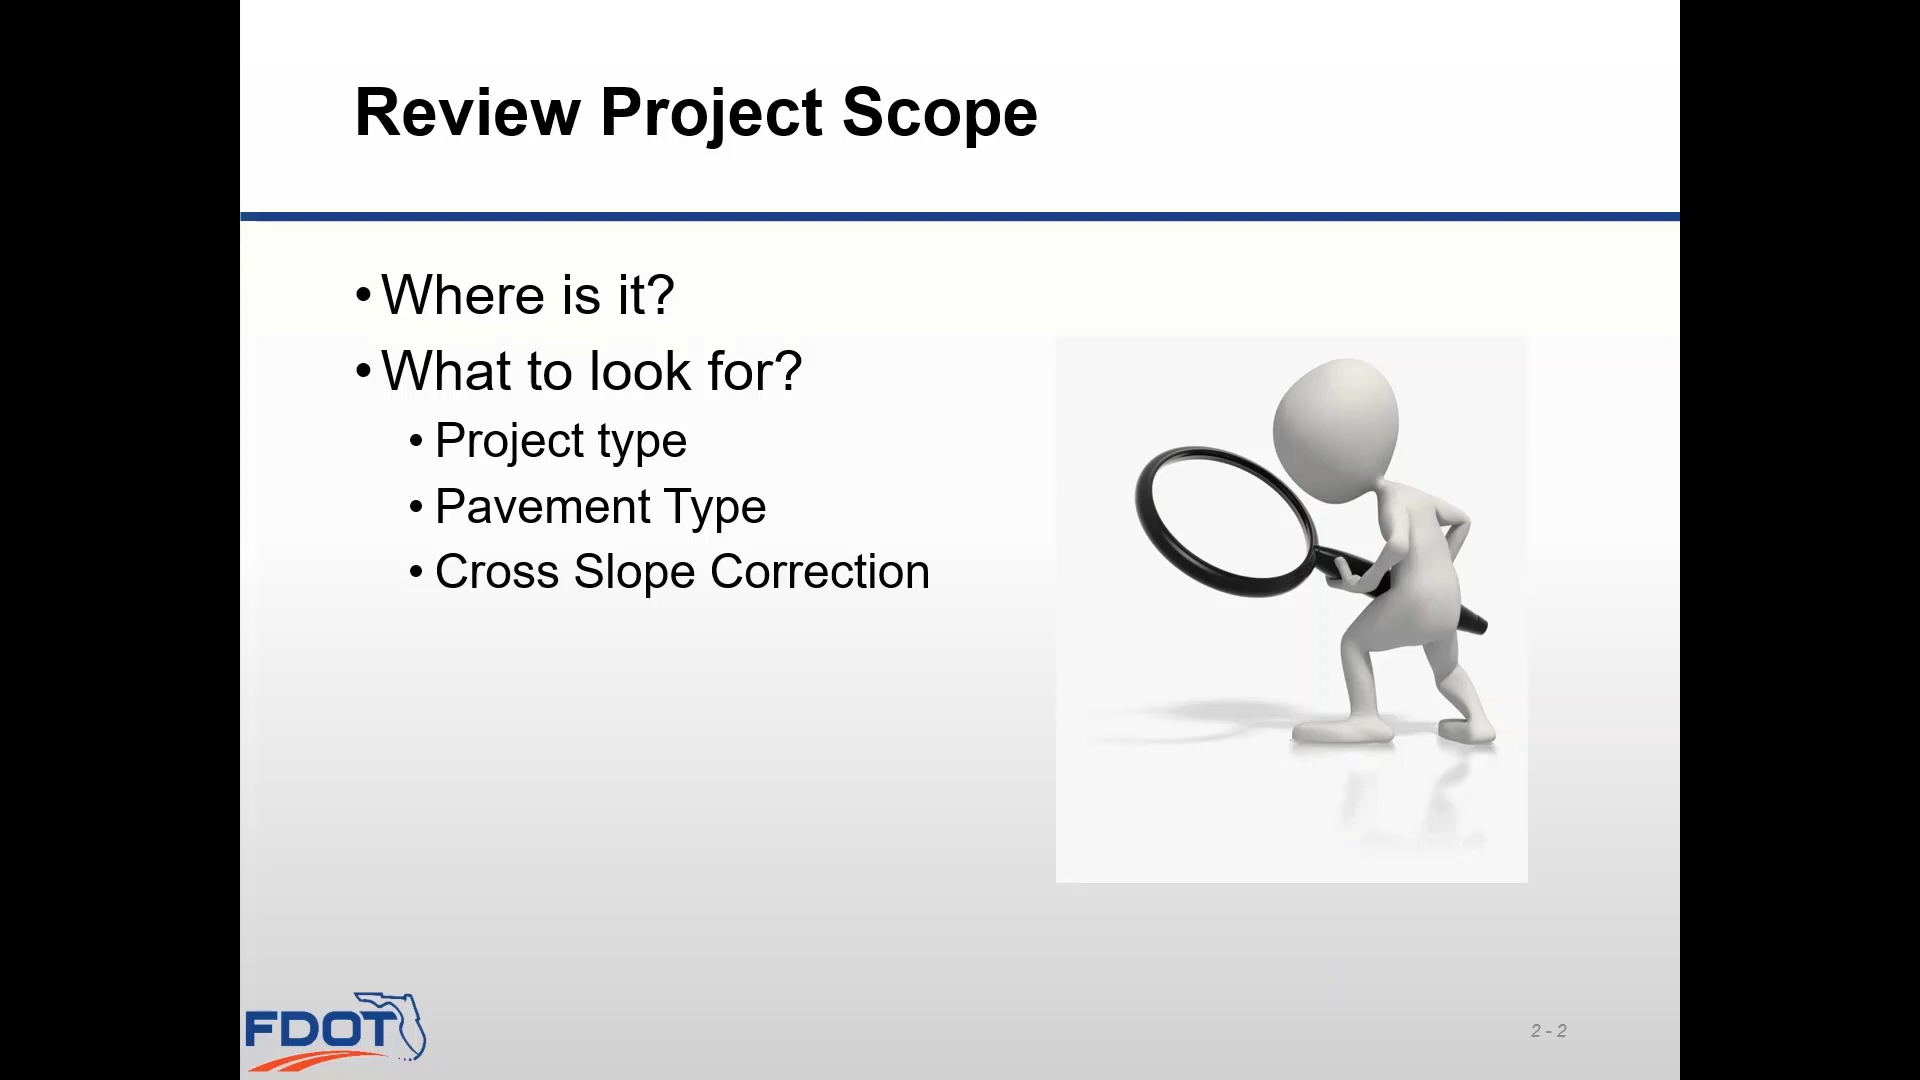 Review Project Scope
• Where is it?
• What to look for?
• Project type
• Pavement Type
• Cross Slope Correction
FDOT
2 - 2